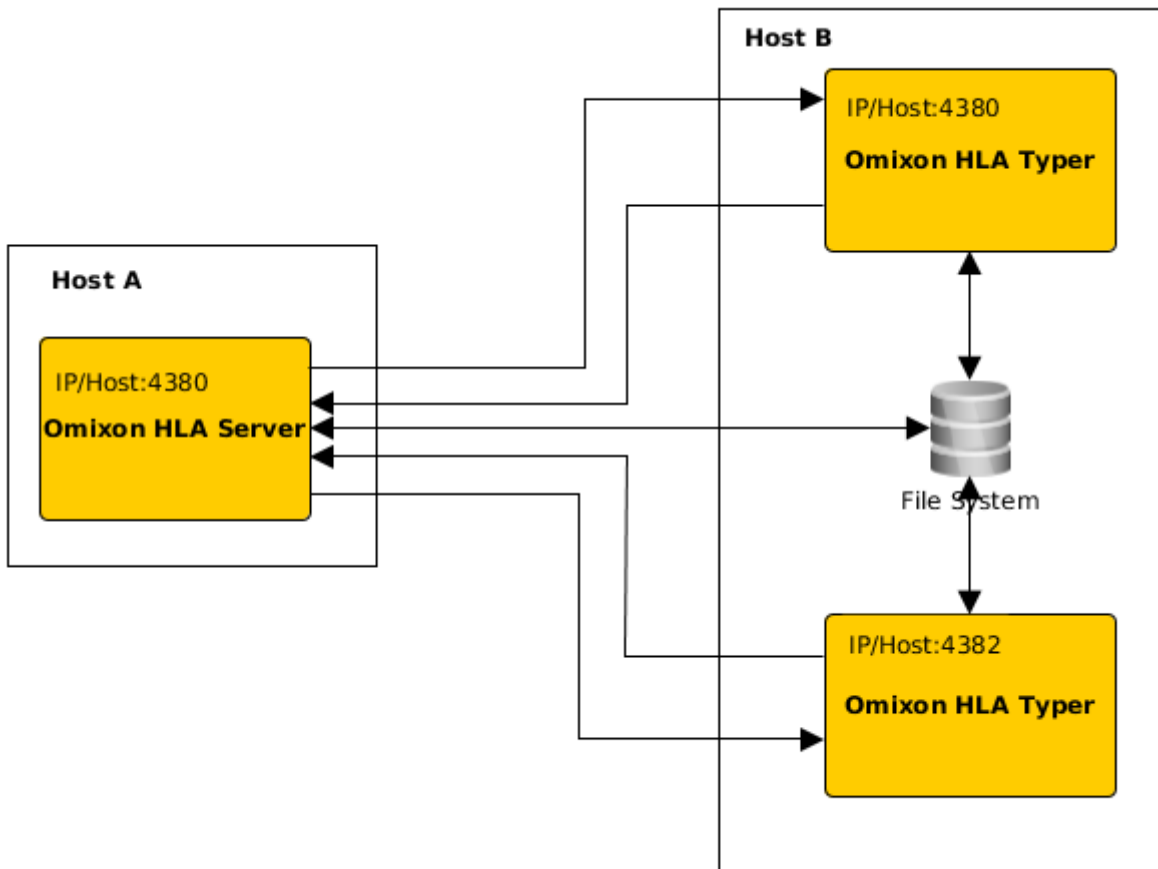 Host B
IP/Host:4380
Omixon HLA Typer
Host A
IP/Host:4380
Omixon HLA Server
File System
IP/Host:4382
Omixon HLA Typer